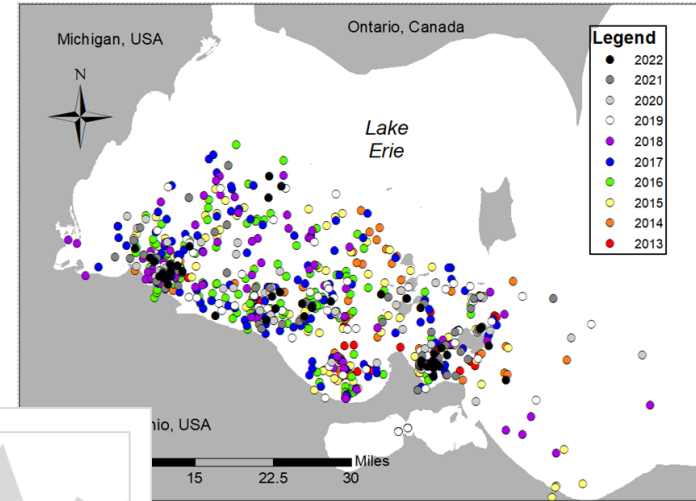 Michigan, USA
Ontario, Canada
N
Lake
Erie
Legend
2022
2021
2020
2019
2018
2017
2016
2015
2014
2013
nio, USA
Miles
15 22.5 30